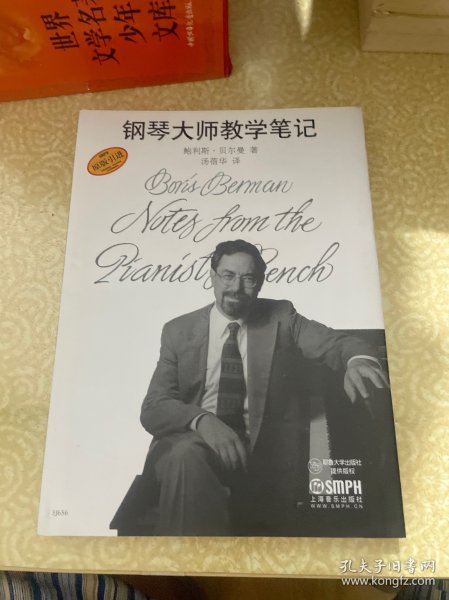 世界
文学名著
少年
文库
钢琴大师教学笔记
鲍利斯·贝尔曼 著
汤蓓华 译
原版引进
Boris Berman
Notes from the
Pianist's Bench
耶鲁大学出版社
提供版权
SMPH
上海音乐出版社
WWW.SMPH.CN
SJ656
孔夫子旧书网
www.kongfz.com